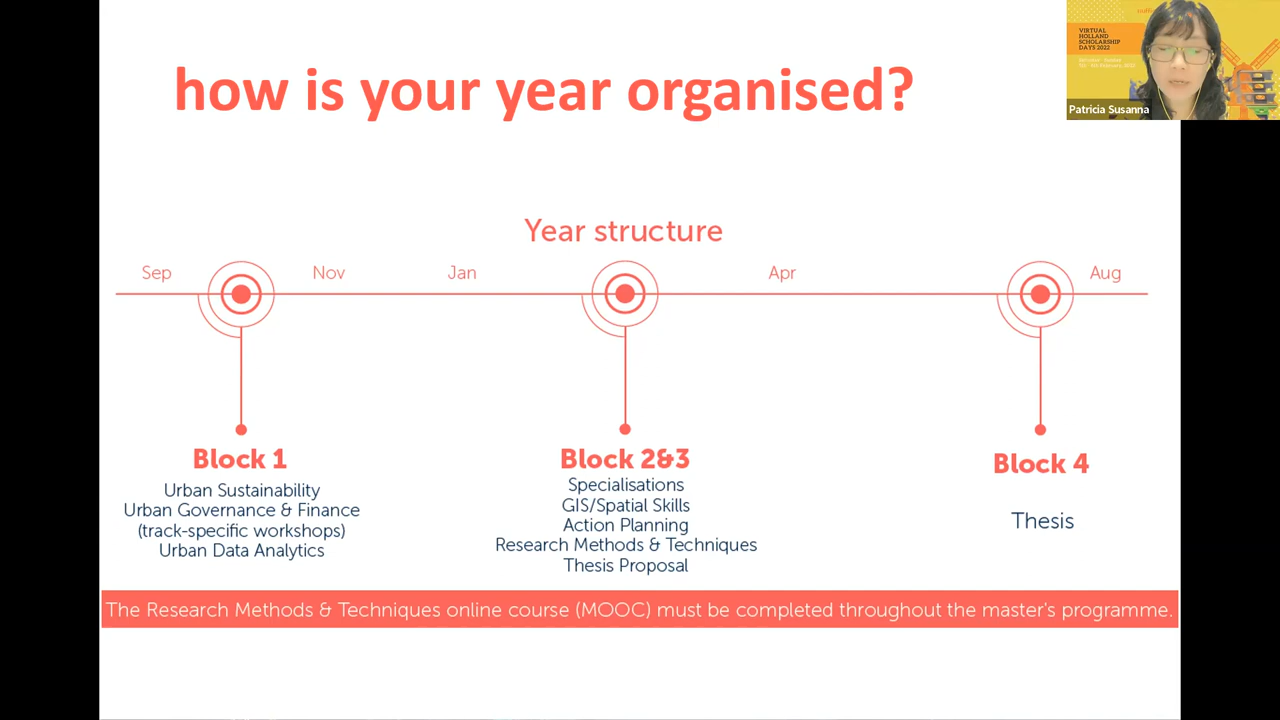 how is your year organised?
VIRTUAL
HOLLAND
SCHOLARSHIP
DAYS 2022
Patricia Susanna
Year structure
Sep
Nov
Jan
Apr
Aug
Block 1
Urban Sustainability
Urban Governance & Finance
(track-specific workshops)
Urban Data Analytics
Block 2&3
Specialisations
GIS/Spatial Skills
Action Planning
Research Methods & Techniques
Thesis Proposal
Block 4
Thesis
The Research Methods & Techniques online course (MOOC) must be completed throughout the master's programme.